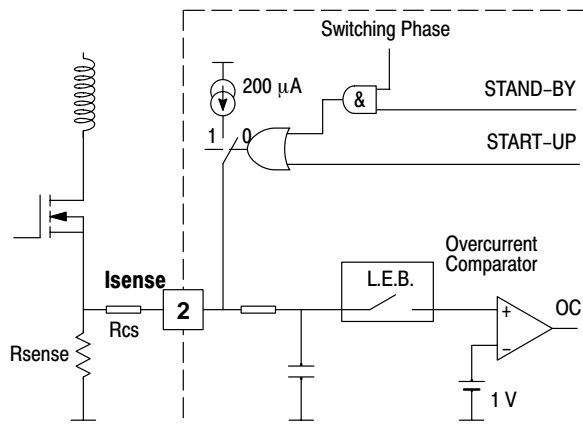 Switching Phase
200 μA
&
STAND–BY
1 0
START–UP
Overcurrent
Comparator
Isense
L.E.B.
2
+
OC
Rcs
Rsense
–
1 V